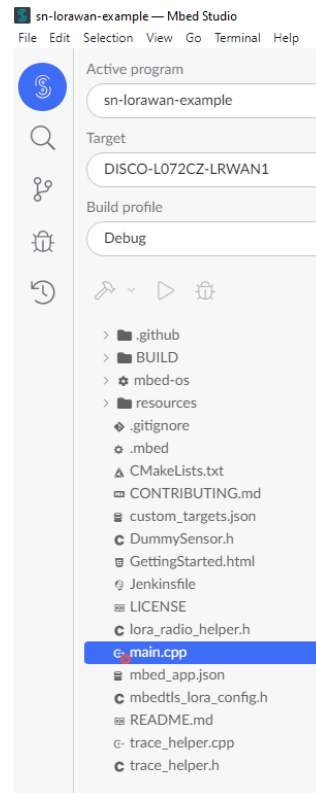 sn-lorawan-example — Mbed Studio
File Edit Selection View Go Terminal Help
Active program
sn-lorawan-example
Target
DISCO-L072CZ-LRWAN1
Build profile
Debug
.github
BUILD
mbed-os
resources
.gitignore
.mbed
CMakeLists.txt
CONTRIBUTING.md
custom_targets.json
DummySensor.h
GettingStarted.html
Jenkinsfile
LICENSE
lora_radio_helper.h
main.cpp
mbed_app.json
mbedtls_lora_config.h
README.md
trace_helper.cpp
trace_helper.h